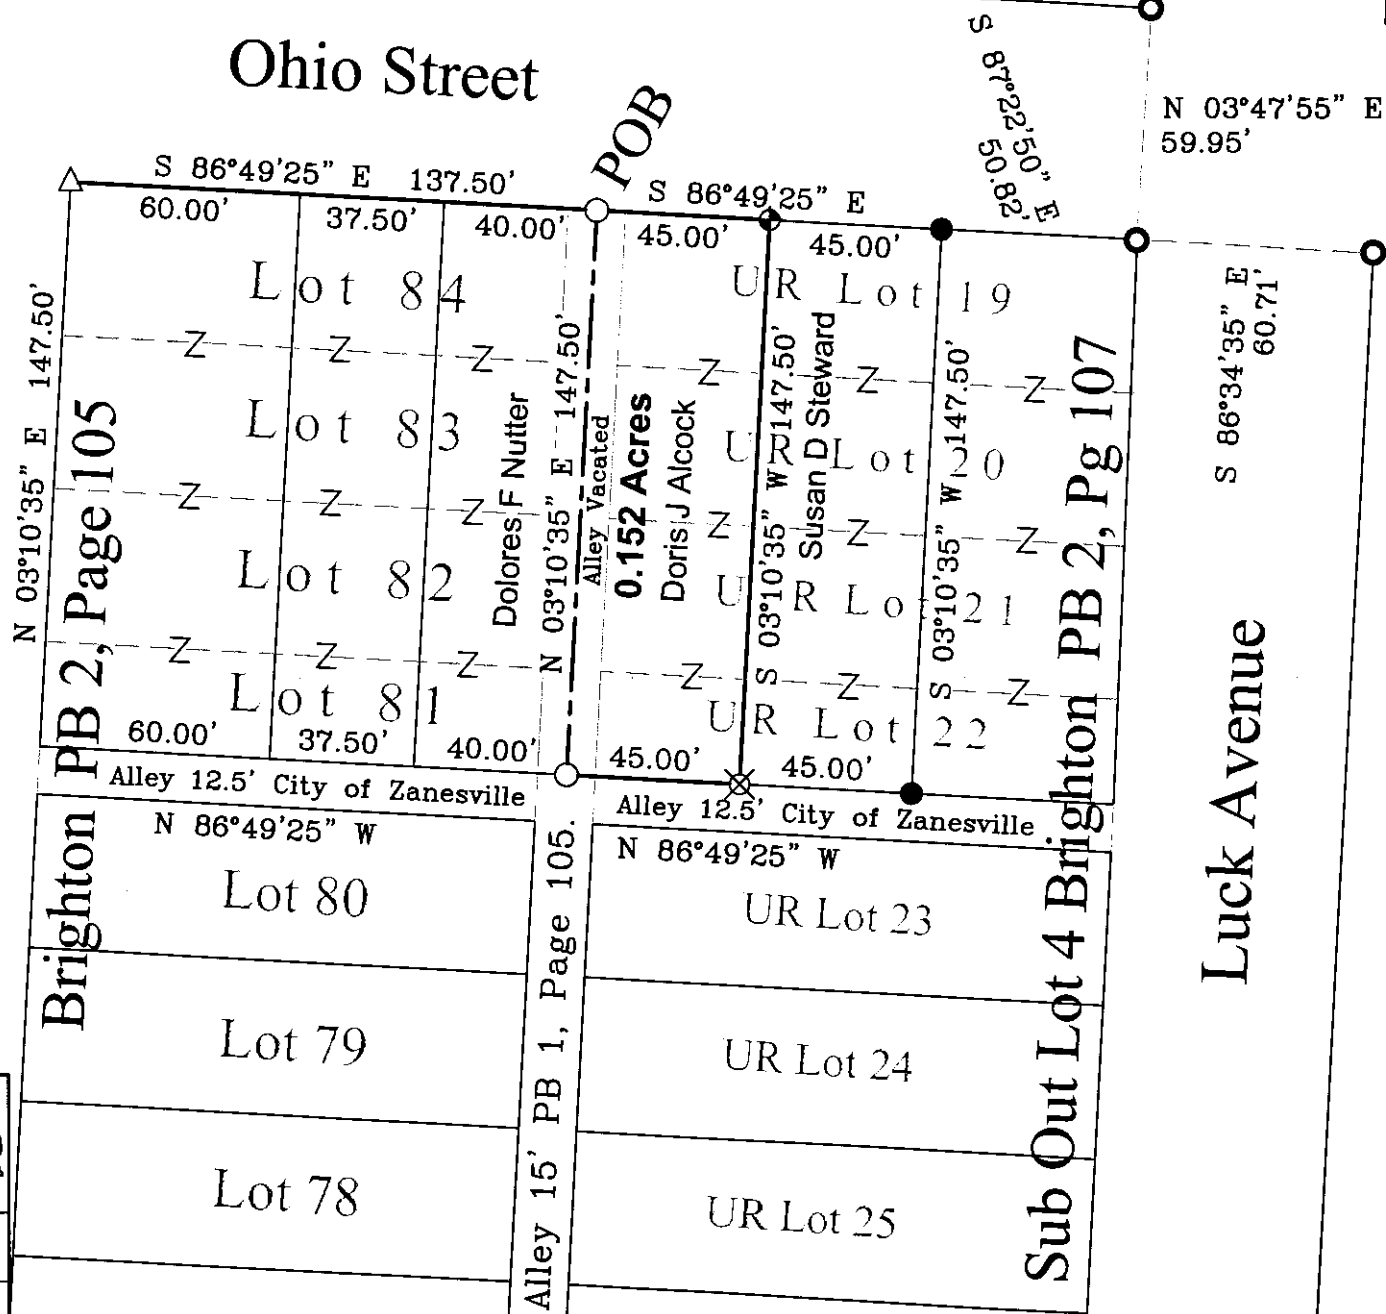 Ohio Street
POB
S 87°22'50" E
50.82'
N 03°47'55" E
59.95'
S 86°49'25" E 137.50'
S 86°49'25" E
60.00'
37.50'
40.00'
45.00'
45.00'
S 86°34'35" E
60.71'
Lot 84
UR Lot 19
Z Z Z Z Z Z
Lot 83
UR Lot 20
Z Z Z Z Z Z
Lot 82
UR Lot 21
Z Z Z Z Z Z
Lot 81
UR Lot 22
N 03°10'35" E 147.50'
Brighton PB 2, Page 105
Dolores F Nutter
N 03°10'35" E 147.50'
Alley Vacated
0.152 Acres
Doris J Alcock
S 03°10'35" W 147.50'
Susan D Steward
S 03°10'35" W 147.50'
Sub Out Lot 4 Brighton PB 2, Pg 107
Luck Avenue
60.00'
37.50'
40.00'
45.00'
45.00'
Alley 12.5' City of Zanesville
Alley 12.5' City of Zanesville
N 86°49'25" W
N 86°49'25" W
Lot 80
UR Lot 23
Lot 79
UR Lot 24
Lot 78
UR Lot 25
Alley 15' PB 1, Page 105.